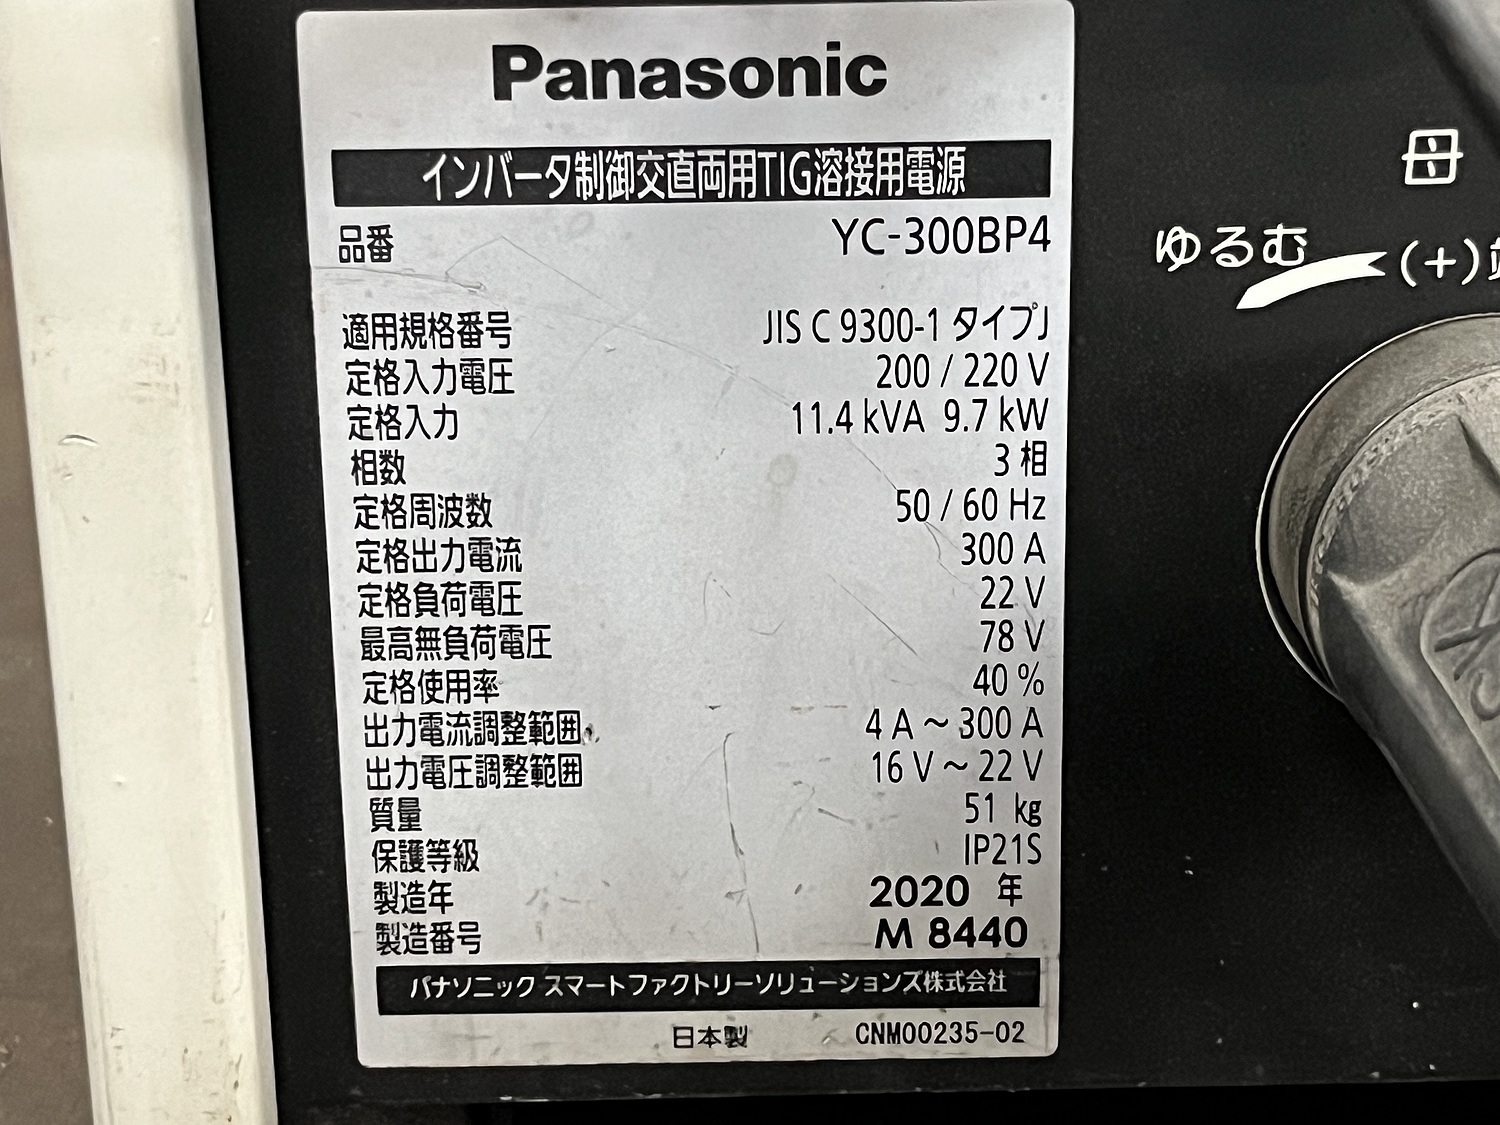 Panasonic
インバータ制御交直両用TIG溶接用電源
品番 YC-300BP4
適用規格番号 JIS C 9300-1 タイプJ
定格入力電圧 200 / 220 V
定格入力 11.4 kVA 9.7 kW
相数 3 相
定格周波数 50 / 60 Hz
定格出力電流 300 A
定格負荷電圧 22 V
最高無負荷電圧 78 V
定格使用率 40 %
出力電流調整範囲 4 A ~ 300 A
出力電圧調整範囲 16 V ~ 22 V
質量 51 kg
保護等級 IP21S
製造年 2020 年
製造番号 M 8440
パナソニック スマートファクトリーソリューションズ株式会社
日本製 CNM00235-02
ゆるむ
(+)